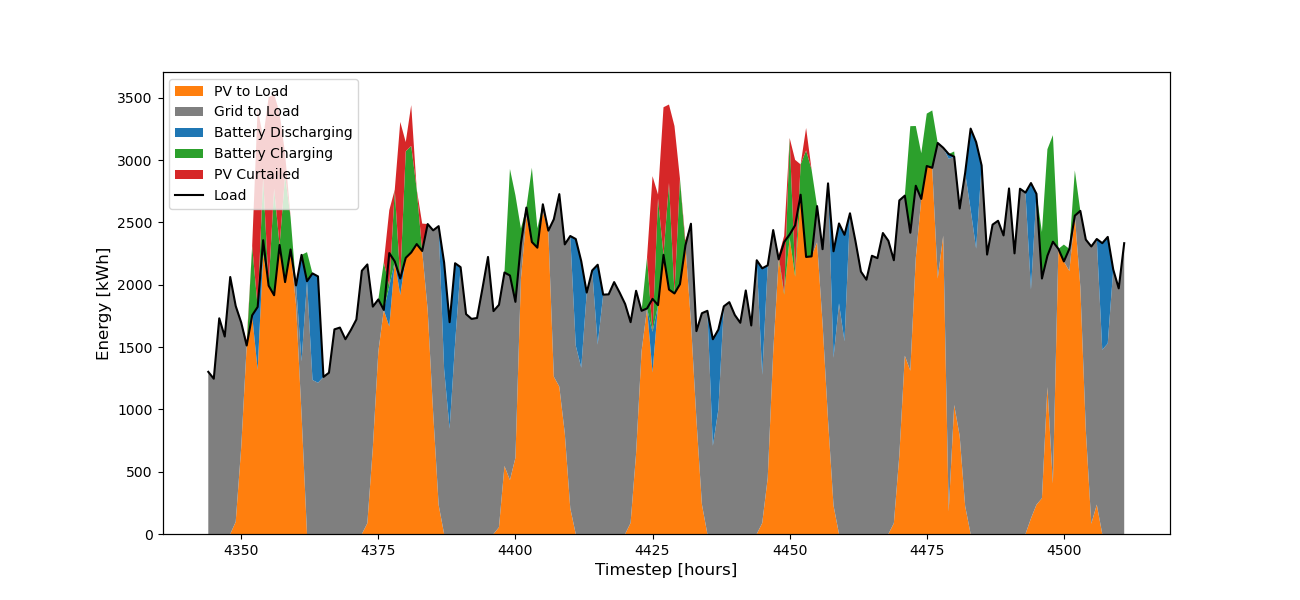 PV to Load
Grid to Load
Battery Discharging
Battery Charging
PV Curtailed
Load
3500
3000
2500
2000
1500
1000
500
0
Energy [kWh]
4350 4375 4400 4425 4450 4475 4500
Timestep [hours]